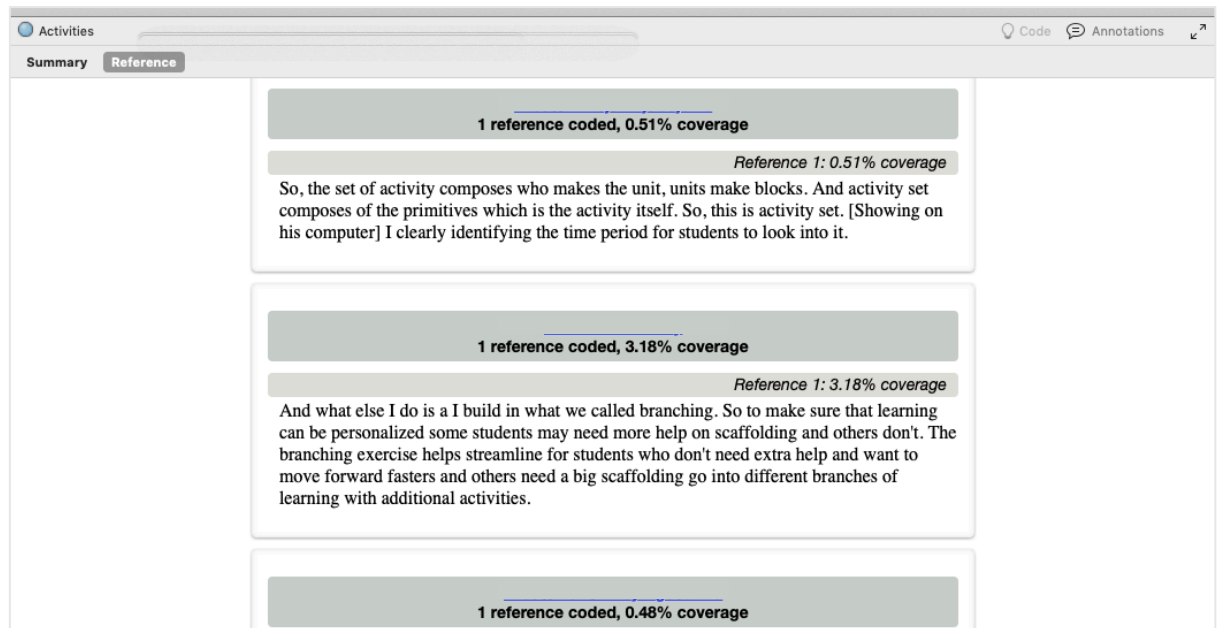 Activities
Code
Annotations
Summary
Reference
1 reference coded, 0.51% coverage
Reference 1: 0.51% coverage
So, the set of activity composes who makes the unit, units make blocks. And activity set
composes of the primitives which is the activity itself. So, this is activity set. [Showing on
his computer] I clearly identifying the time period for students to look into it.
1 reference coded, 3.18% coverage
Reference 1: 3.18% coverage
And what else I do is a I build in what we called branching. So to make sure that learning
can be personalized some students may need more help on scaffolding and others don't. The
branching exercise helps streamline for students who don't need extra help and want to
move forward fasters and others need a big scaffolding go into different branches of
learning with additional activities.
1 reference coded, 0.48% coverage